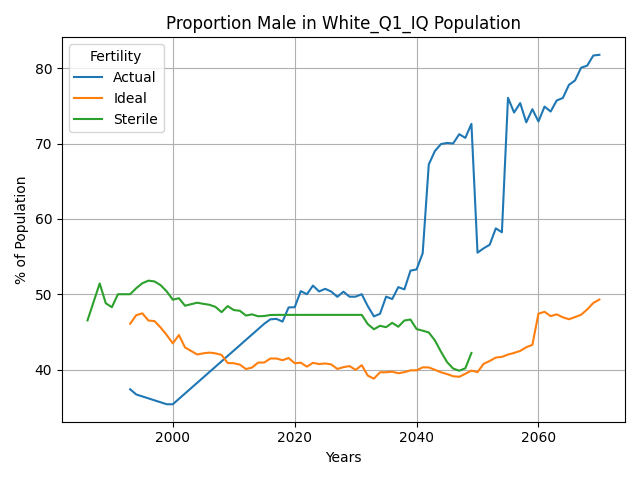 Proportion Male in White_Q1_IQ Population
Fertility
Actual
Ideal
Sterile
80
70
60
50
40
% of Population
2000 2020 2040 2060
Years